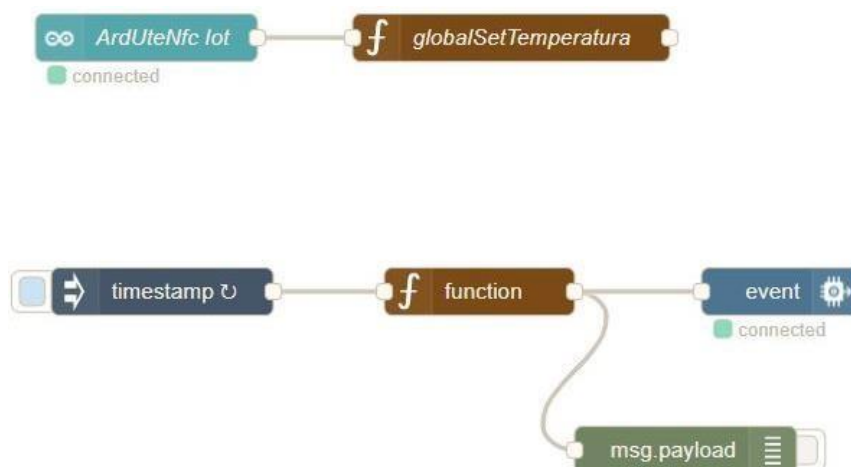 ArdUteNfc Iot
globalSetTemperatura
connected
timestamp ↻
function
event
connected
msg.payload